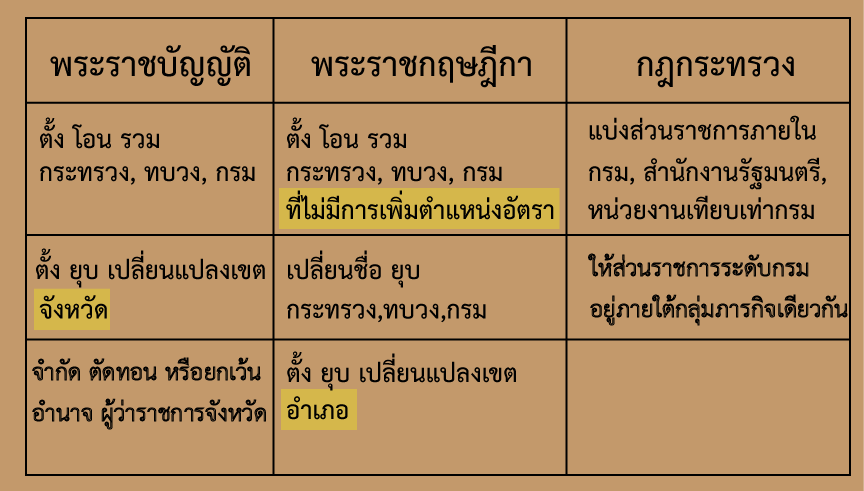 พระราชบัญญัติ
พระราชกฤษฎีกา
กฎกระทรวง
ตั้ง โอน รวม
กระทรวง, ทบวง, กรม
ตั้ง โอน รวม
กระทรวง, ทบวง, กรม
ที่ไม่มีการเพิ่มตำแหน่งอัตรา
แบ่งส่วนราชการภายใน
กรม, สำนักงานรัฐมนตรี,
หน่วยงานเทียบเท่ากรม
ตั้ง ยุบ เปลี่ยนแปลงเขต
จังหวัด
เปลี่ยนชื่อ ยุบ
กระทรวง,ทบวง,กรม
ให้ส่วนราชการระดับกรม
อยู่ภายใต้กลุ่มภารกิจเดียวกัน
จำกัด ตัดทอน หรือยกเว้น
อำนาจ ผู้ว่าราชการจังหวัด
ตั้ง ยุบ เปลี่ยนแปลงเขต
อำเภอ